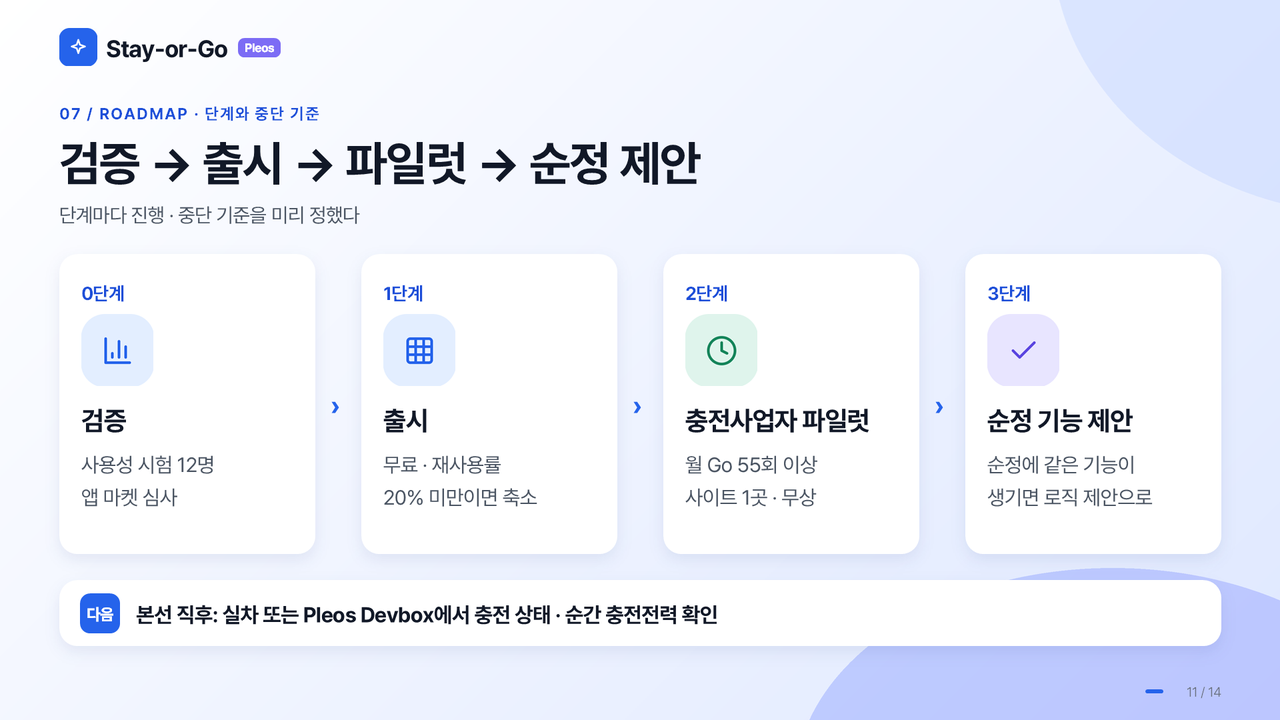 Stay-or-Go Pleos
07 / ROADMAP · 단계와 중단 기준
검증 → 출시 → 파일럿 → 순정 제안
단계마다 진행 · 중단 기준을 미리 정했다
0단계
검증
사용성 시험 12명
앱 마켓 심사
›
1단계
출시
무료 · 재사용률
20% 미만이면 축소
›
2단계
충전사업자 파일럿
월 Go 55회 이상
사이트 1곳 · 무상
›
3단계
순정 기능 제안
순정에 같은 기능이
생기면 로직 제안으로
다음 본선 직후: 실차 또는 Pleos Devbox에서 충전 상태 · 순간 충전전력 확인
11 / 14